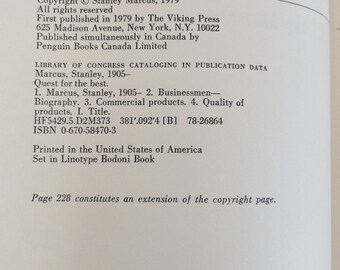 Copyright © Stanley Marcus, 1979
All rights reserved
First published in 1979 by The Viking Press
625 Madison Avenue, New York, N.Y. 10022
Published simultaneously in Canada by
Penguin Books Canada Limited
LIBRARY OF CONGRESS CATALOGING IN PUBLICATION DATA
Marcus, Stanley, 1905–
Quest for the best.
1. Marcus, Stanley, 1905– 2. Businessmen—
Biography. 3. Commercial products. 4. Quality of
products. I. Title.
HF5429.5.D2M373 381'.092'4 [B] 78-26864
ISBN 0-670-58470-3
Printed in the United States of America
Set in Linotype Bodoni Book
Page 228 constitutes an extension of the copyright page.